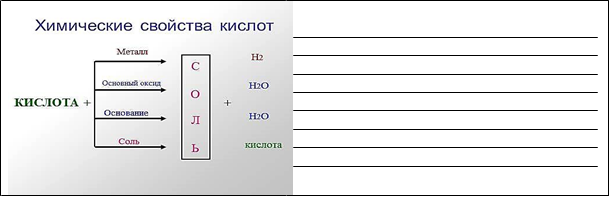 Химические свойства кислот
Металл
H2
С
Основный оксид
H2O
О
КИСЛОТА +
+
Основание
H2O
Л
Соль
кислота
Ь